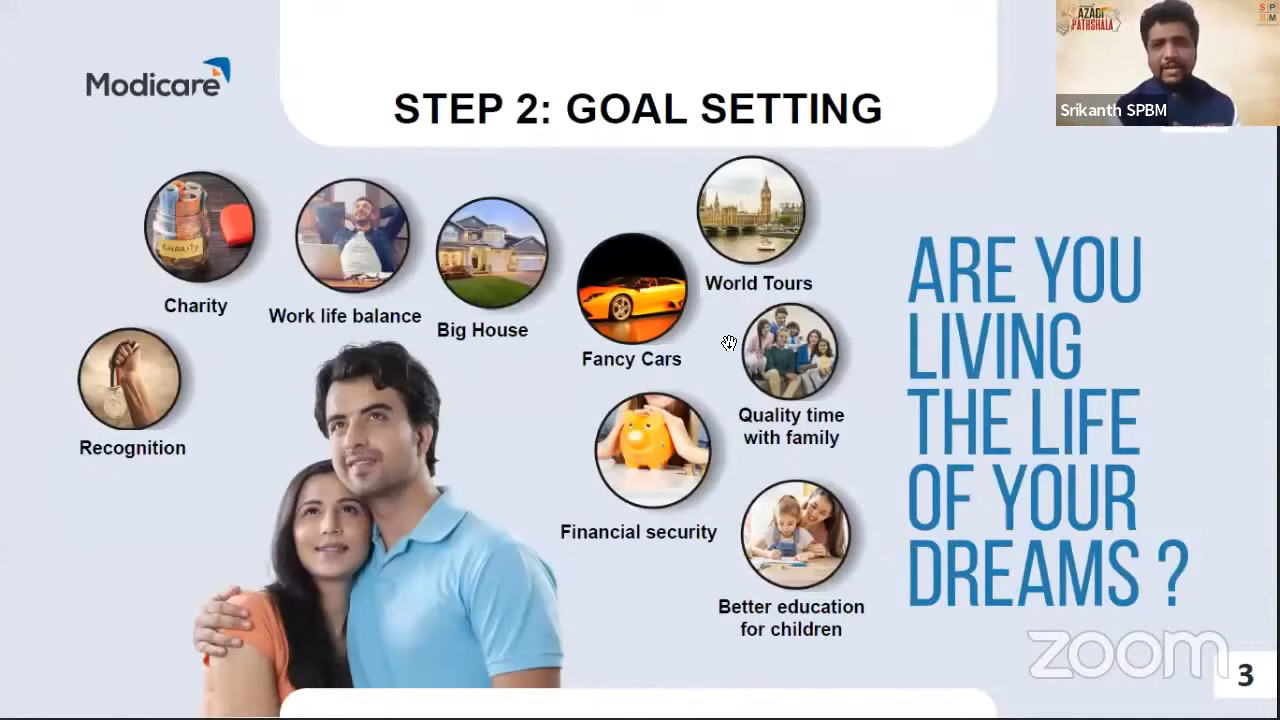 Modicare
STEP 2: GOAL SETTING
AZADI
PATHSHALA
S P
B M
Srikanth SPBM
CHARITY
Charity
Work life balance
Big House
Fancy Cars
World Tours
Recognition
Quality time
with family
Financial security
Better education
for children
ARE YOU
LIVING
THE LIFE
OF YOUR
DREAMS ?
zoom
3